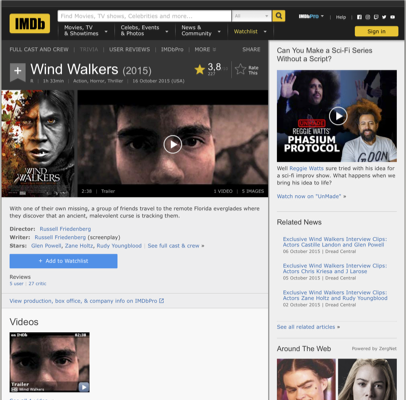 IMDb
Find Movies, TV shows, Celebrities and more...
All
IMDbPro
Help
Movies, TV & Showtimes
Celebs, Events & Photos
News & Community
Watchlist
Sign in
FULL CAST AND CREW | TRIVIA | USER REVIEWS | IMDbPro | MORE
SHARE
Wind Walkers (2015)
3,8
Rate This
1h 33min | Action, Horror, Thriller | 16 October 2015 (USA)
WIND WALKERS
2:38 | Trailer
1 VIDEO | 5 IMAGES
With one of their own missing, a group of friends travel to the remote Florida everglades where
they discover that an ancient, malevolent curse is tracking them.
Director: Russell Friedenberg
Writer: Russell Friedenberg (screenplay)
Stars: Glen Powell, Zane Holtz, Rudy Youngblood | See full cast & crew »
+ Add to Watchlist
Reviews
5 user · 27 critic
View production, box office, & company info on IMDbPro
Videos
IMDb
02:38
Trailer
Wind Walkers
Can You Make a Sci-Fi Series
Without a Script?
REGGIE WATTS'
PHASIUM
PROTOCOL
Well Reggie Watts sure tried with his idea
for a sci-fi improv show. What happens when we
bring his idea to life?
Watch now on "UnMade" »
Related News
Exclusive Wind Walkers Interview Clips:
Actors Castille Landon and Glen Powell
06 October 2015 | Dread Central
Exclusive Wind Walkers Interview Clips:
Actors Chris Kriesa and J Larose
05 October 2015 | Dread Central
Exclusive Wind Walkers Interview Clips:
Actors Zane Holtz and Rudy Youngblood
02 October 2015 | Dread Central
See all related articles »
Around The Web
Powered by ZergNet